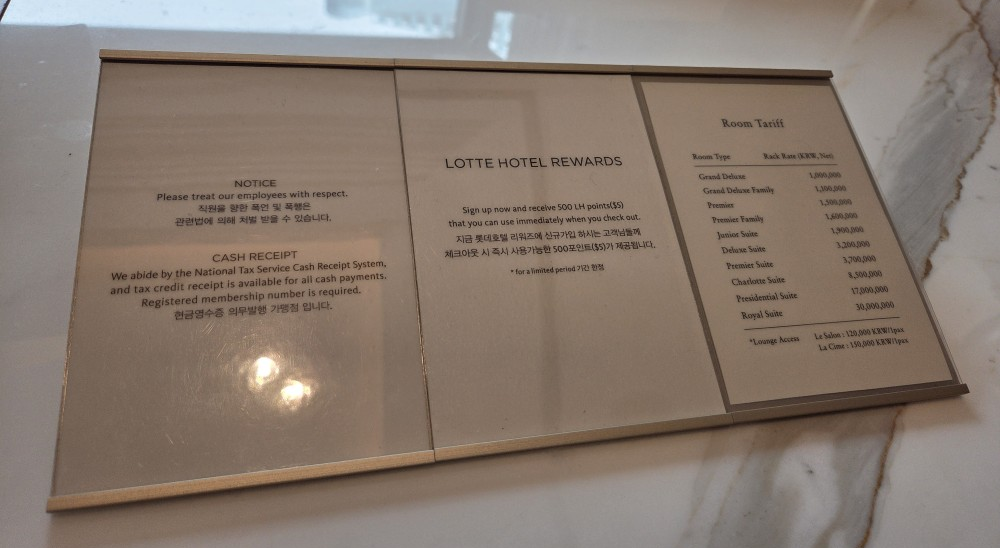 NOTICE
Please treat our employees with respect.
직원을 향한 폭언 및 폭행은
관련법에 의해 처벌 받을 수 있습니다.
CASH RECEIPT
We abide by the National Tax Service Cash Receipt System,
and tax credit receipt is available for all cash payments.
Registered membership number is required.
현금영수증 의무발행 가맹점 입니다.
LOTTE HOTEL REWARDS
Sign up now and receive 500 LH points($5)
that you can use immediately when you check out.
지금 롯데호텔 리워즈에 신규가입 하시는 고객님들께
체크아웃 시 즉시 사용가능한 500포인트($5)가 제공됩니다.
* for a limited period 기간 한정
Room Tariff
Room Type Rack Rate (KRW, Net)
Grand Deluxe 1,000,000
Grand Deluxe Family 1,100,000
Premier 1,500,000
Premier Family 1,600,000
Junior Suite 1,900,000
Deluxe Suite 3,200,000
Premier Suite 3,700,000
Charlotte Suite 8,500,000
Presidential Suite 17,000,000
Royal Suite 30,000,000
*Lounge Access Le Salon : 120,000 KRW/1pax
La Cime : 150,000 KRW/1pax